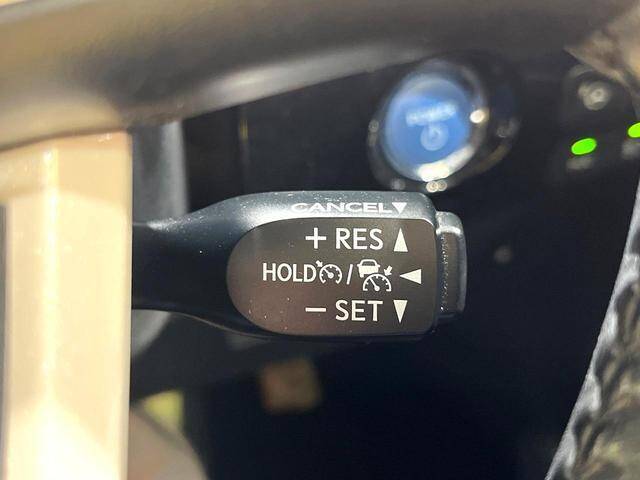 CANCEL▼
+ RES ▲
HOLD / ◄
− SET ▼
POWER